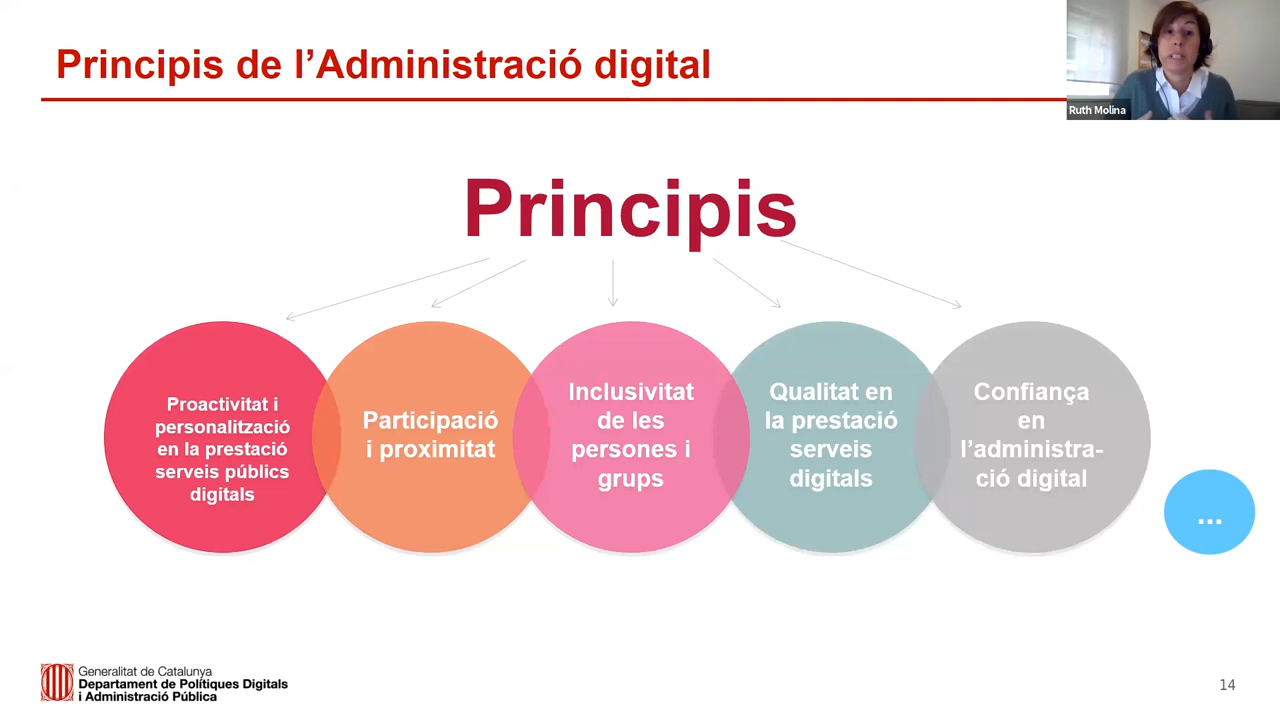 Principis de l’Administració digital
Ruth Molina
Principis
Proactivitat i
personalització
en la prestació
serveis públics
digitals
Participació
i proximitat
Inclusivitat
de les
persones i
grups
Qualitat en
la prestació
serveis
digitals
Confiança
en
l’administra-
ció digital
...
Generalitat de Catalunya
Departament de Polítiques Digitals
i Administració Pública
14